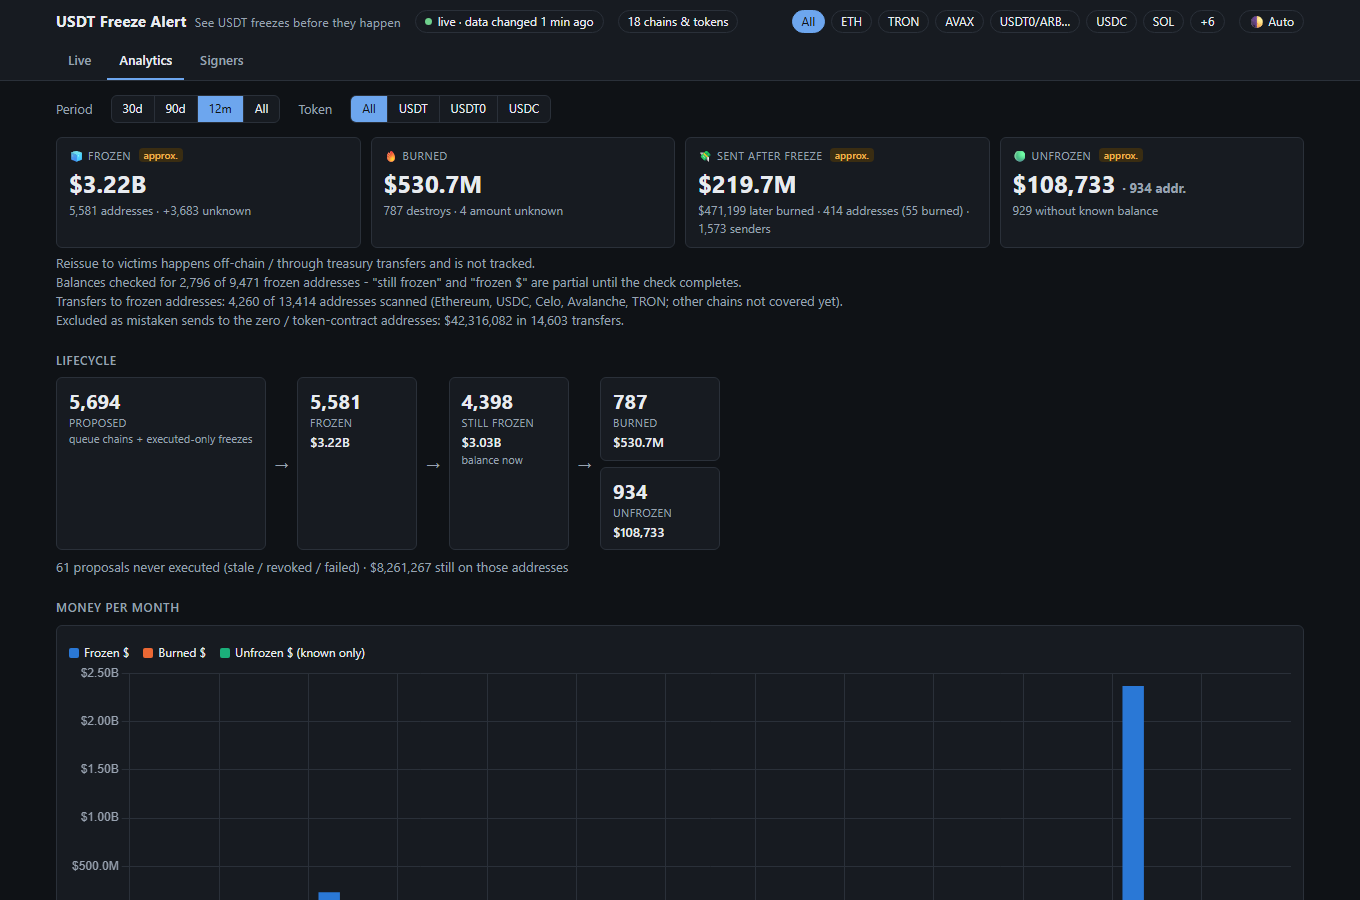 USDT Freeze Alert See USDT freezes before they happen live · data changed 1 min ago 18 chains & tokens All ETH TRON AVAX USDT0/ARB... USDC SOL +6 Auto
Live Analytics Signers
Period 30d 90d 12m All Token All USDT USDT0 USDC
FROZEN approx.
$3.22B
5,581 addresses · +3,683 unknown
BURNED
$530.7M
787 destroys · 4 amount unknown
SENT AFTER FREEZE approx.
$219.7M
$471,199 later burned · 414 addresses (55 burned) ·
1,573 senders
UNFROZEN approx.
$108,733 · 934 addr.
929 without known balance
Reissue to victims happens off-chain / through treasury transfers and is not tracked.
Balances checked for 2,796 of 9,471 frozen addresses - "still frozen" and "frozen $" are partial until the check completes.
Transfers to frozen addresses: 4,260 of 13,414 addresses scanned (Ethereum, USDC, Celo, Avalanche, TRON; other chains not covered yet).
Excluded as mistaken sends to the zero / token-contract addresses: $42,316,082 in 14,603 transfers.
LIFECYCLE
5,694
PROPOSED
queue chains + executed-only freezes
→
5,581
FROZEN
$3.22B
→
4,398
STILL FROZEN
$3.03B
balance now
→
787
BURNED
$530.7M
934
UNFROZEN
$108,733
61 proposals never executed (stale / revoked / failed) · $8,261,267 still on those addresses
MONEY PER MONTH
Frozen $ Burned $ Unfrozen $ (known only)
$2.50B
$2.00B
$1.50B
$1.00B
$500.0M